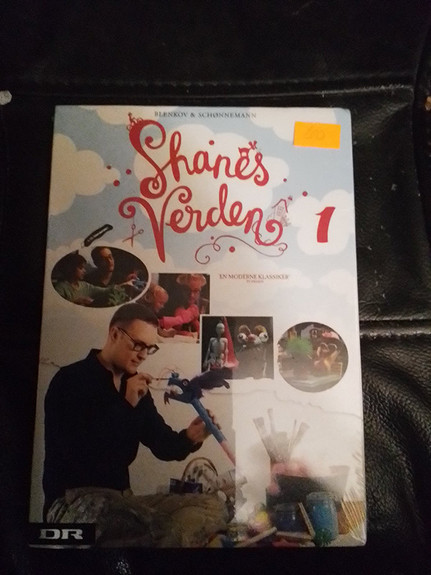 BLENKOV & SCHØNNEMANN
Shanes
Verden
1
"EN MODERNE KLASSIKER"
DR